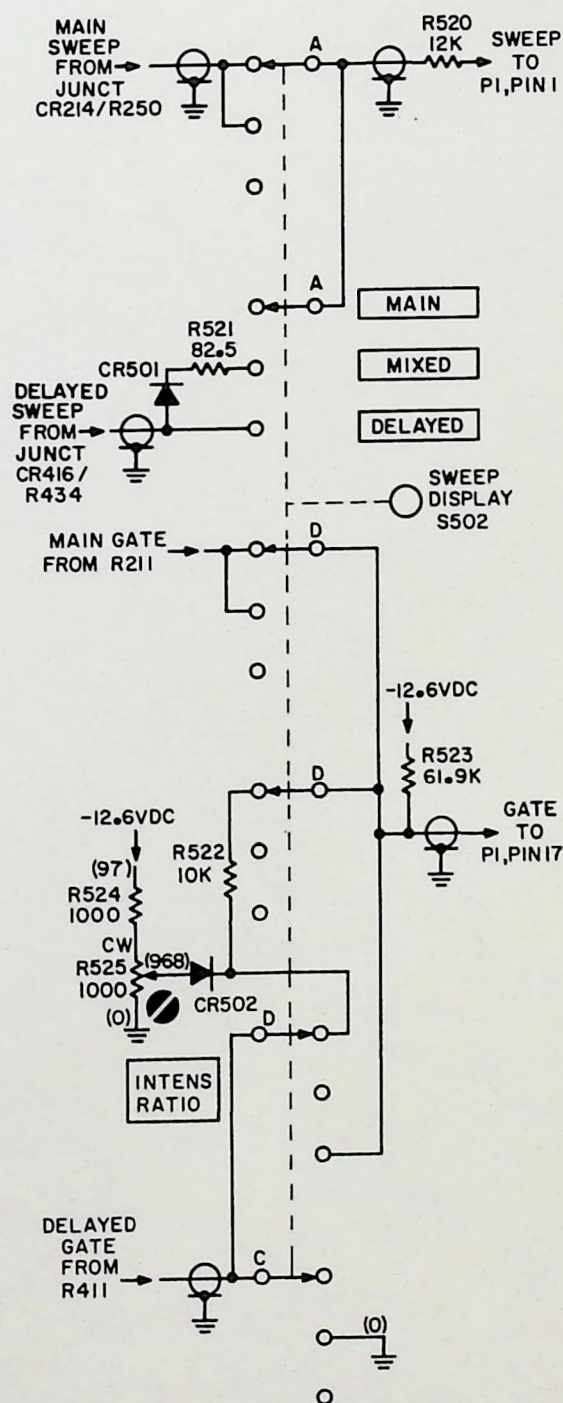 MAIN
SWEEP
FROM
JUNCT
CR214/R250
A
R520
12K
SWEEP
TO
P1,PIN1
A
MAIN
R521
82.5
CR501
MIXED
DELAYED
SWEEP
FROM
JUNCT
CR416/
R434
DELAYED
SWEEP
DISPLAY
S502
MAIN GATE
FROM R211
D
-12.6VDC
R523
61.9K
D
GATE
TO
P1,PIN17
-12.6VDC
(97)
R524
1000
R522
10K
CW
R525
1000
(968)
(0)
CR502
D
INTENS
RATIO
DELAYED
GATE
FROM
R411
C
(0)